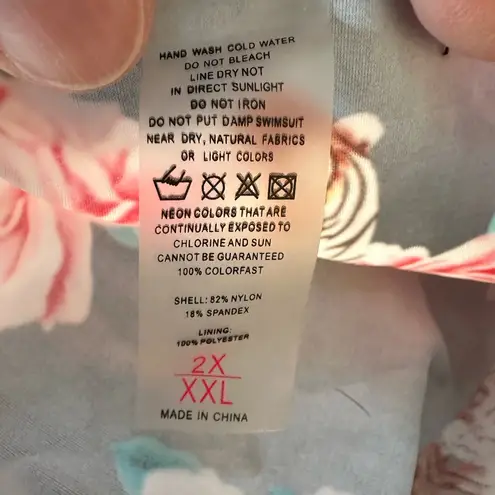 HAND WASH COLD WATER
DO NOT BLEACH
LINE DRY NOT
IN DIRECT SUNLIGHT
DO NOT IRON
DO NOT PUT DAMP SWIMSUIT
NEAR DRY, NATURAL FABRICS
OR LIGHT COLORS
NEON COLORS THAT ARE
CONTINUALLY EXPOSED TO
CHLORINE AND SUN
CANNOT BE GUARANTEED
100% COLORFAST
SHELL: 82% NYLON
18% SPANDEX
LINING:
100% POLYESTER
2X
XXL
MADE IN CHINA